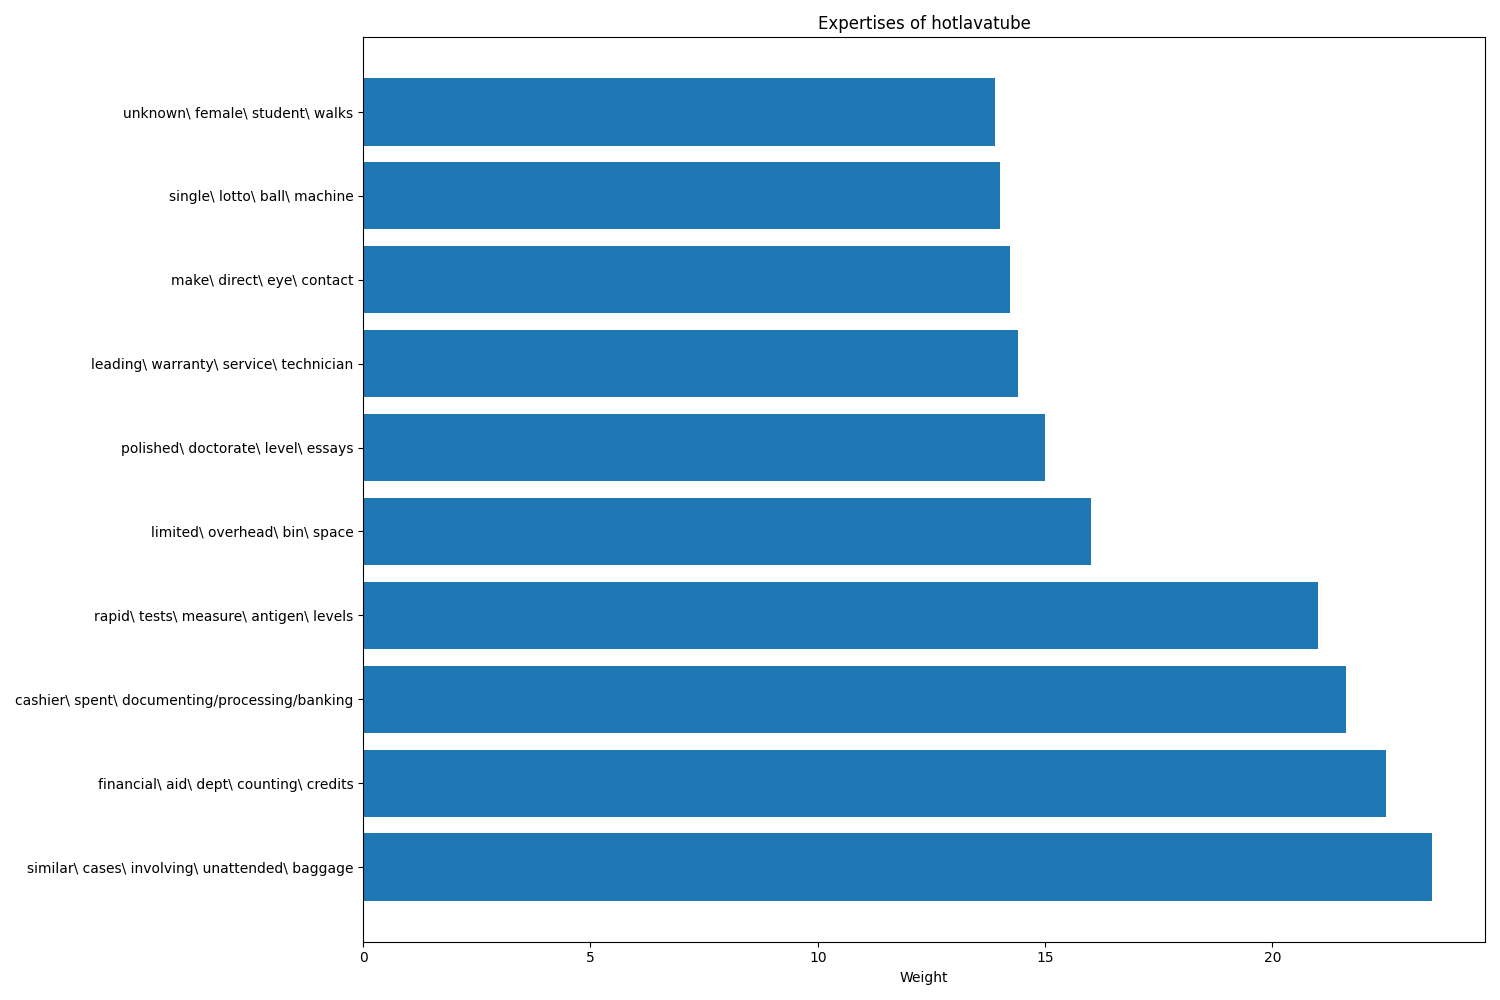 Expertises of hotlavatube
unknown\ female\ student\ walks
single\ lotto\ ball\ machine
make\ direct\ eye\ contact
leading\ warranty\ service\ technician
polished\ doctorate\ level\ essays
limited\ overhead\ bin\ space
rapid\ tests\ measure\ antigen\ levels
cashier\ spent\ documenting/processing/banking
financial\ aid\ dept\ counting\ credits
similar\ cases\ involving\ unattended\ baggage
0 5 10 15 20
Weight